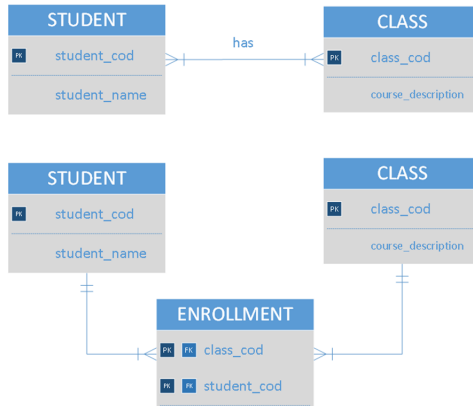 STUDENT
PK student_cod
student_name
has
CLASS
PK class_cod
course_description
STUDENT
PK student_cod
student_name
CLASS
PK class_cod
course_description
ENROLLMENT
PK FK class_cod
PK FK student_cod